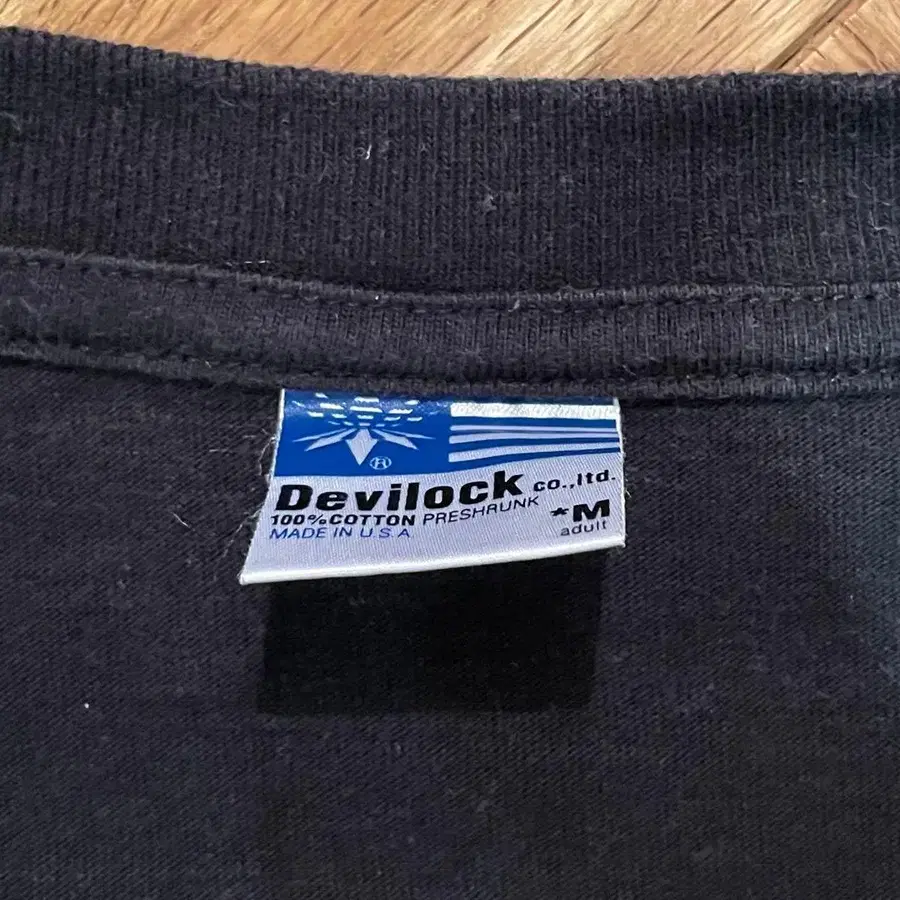 ®
Devilock co.,ltd.
100%COTTON PRESHRUNK *M
MADE IN U.S.A adult